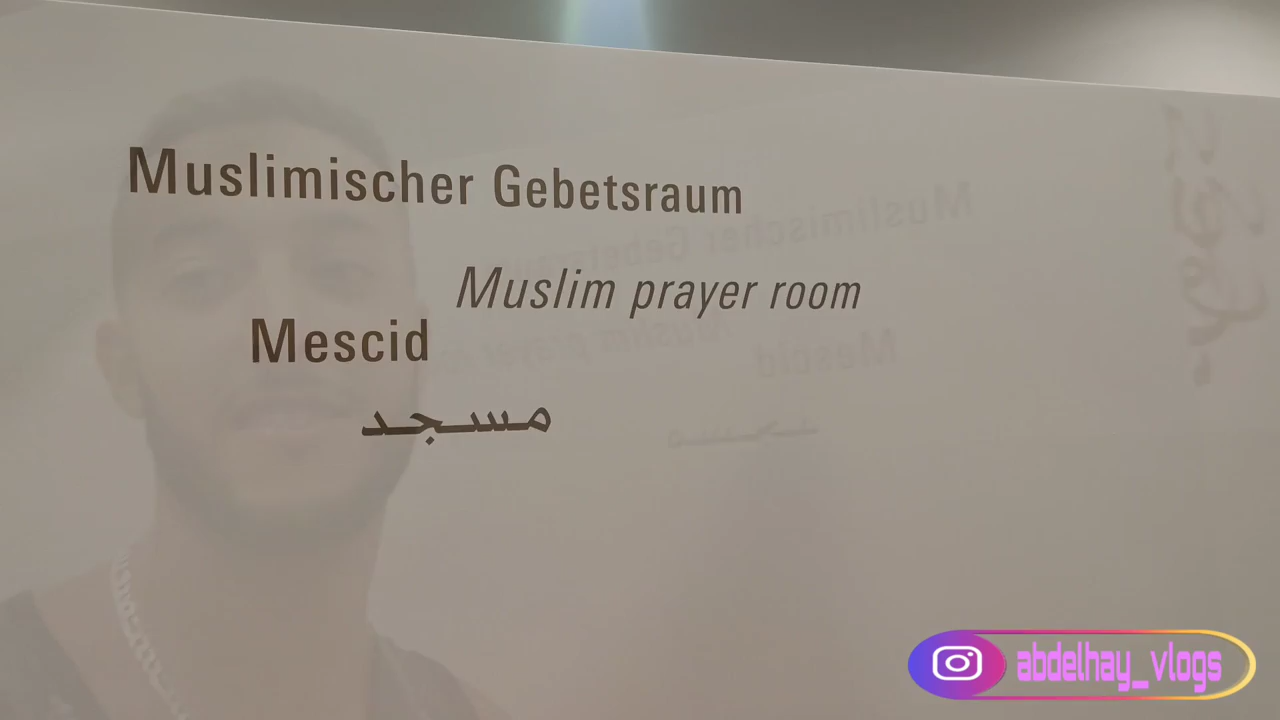 Muslimischer Gebetsraum
Muslim prayer room
Mescid
مسجد
abdelhay_vlogs